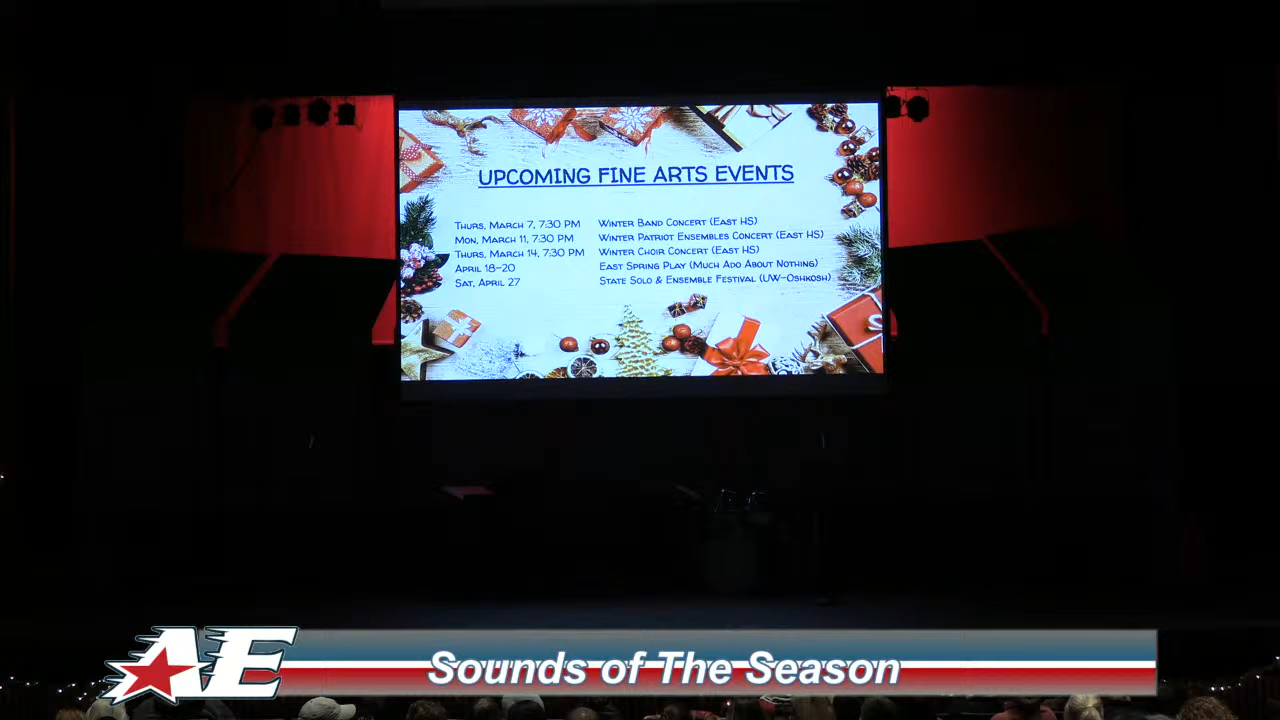 UPCOMING FINE ARTS EVENTS
Thurs, March 7, 7:30 PM Winter Band Concert (East HS)
Mon, March 11, 7:30 PM Winter Patriot Ensembles Concert (East HS)
Thurs, March 14, 7:30 PM Winter Choir Concert (East HS)
April 18-20 East Spring Play (Much Ado About Nothing)
Sat, April 27 State Solo & Ensemble Festival (UW-Oshkosh)
AE Sounds of The Season